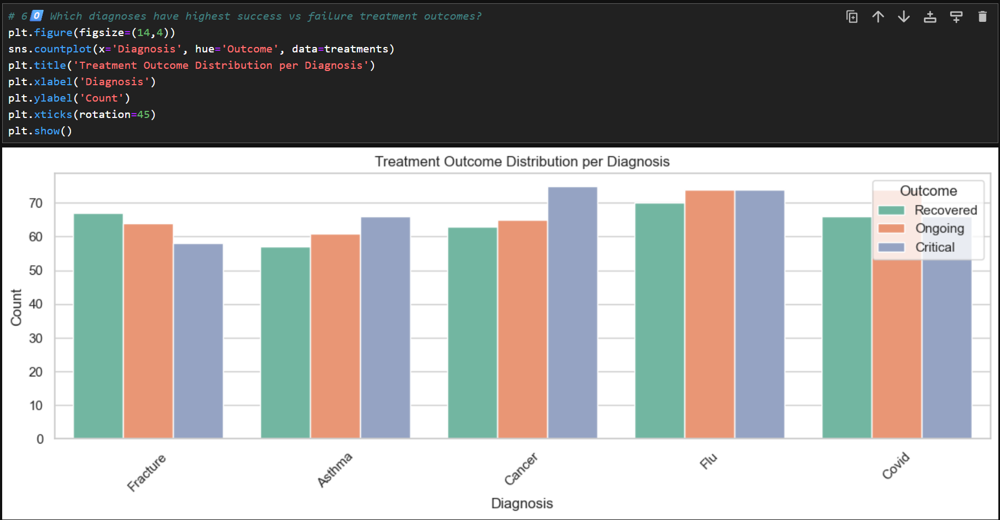 # 6️0️⃣ Which diagnoses have highest success vs failure treatment outcomes?
plt.figure(figsize=(14,4))
sns.countplot(x='Diagnosis', hue='Outcome', data=treatments)
plt.title('Treatment Outcome Distribution per Diagnosis')
plt.xlabel('Diagnosis')
plt.ylabel('Count')
plt.xticks(rotation=45)
plt.show()
Treatment Outcome Distribution per Diagnosis
Outcome
Recovered
Ongoing
Critical
70
60
50
40
30
20
10
0
Count
Fracture
Asthma
Cancer
Flu
Covid
Diagnosis